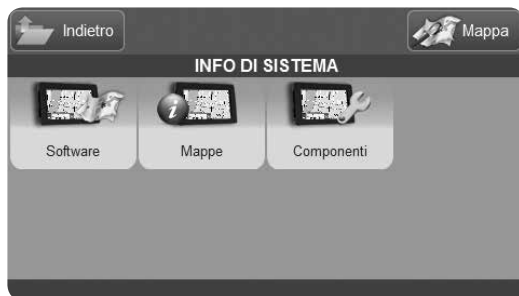 Indietro
Mappa
INFO DI SISTEMA
Software
Mappe
Componenti